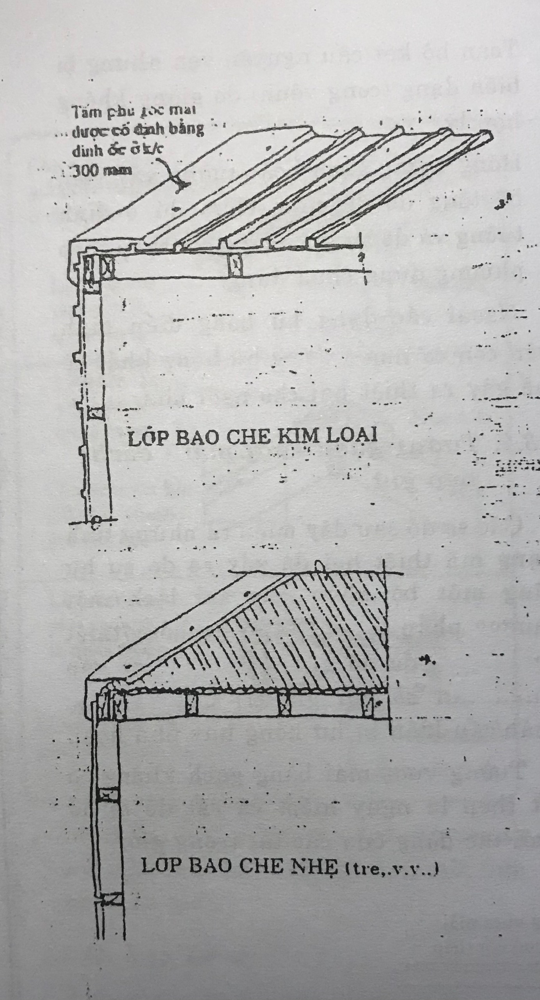 Tấm phủ góc mái
được cố định bằng
đinh ốc ở k/c
300 mm
LỚP BAO CHE KIM LOẠI
LỚP BAO CHE NHẸ (tre,.v.v..)